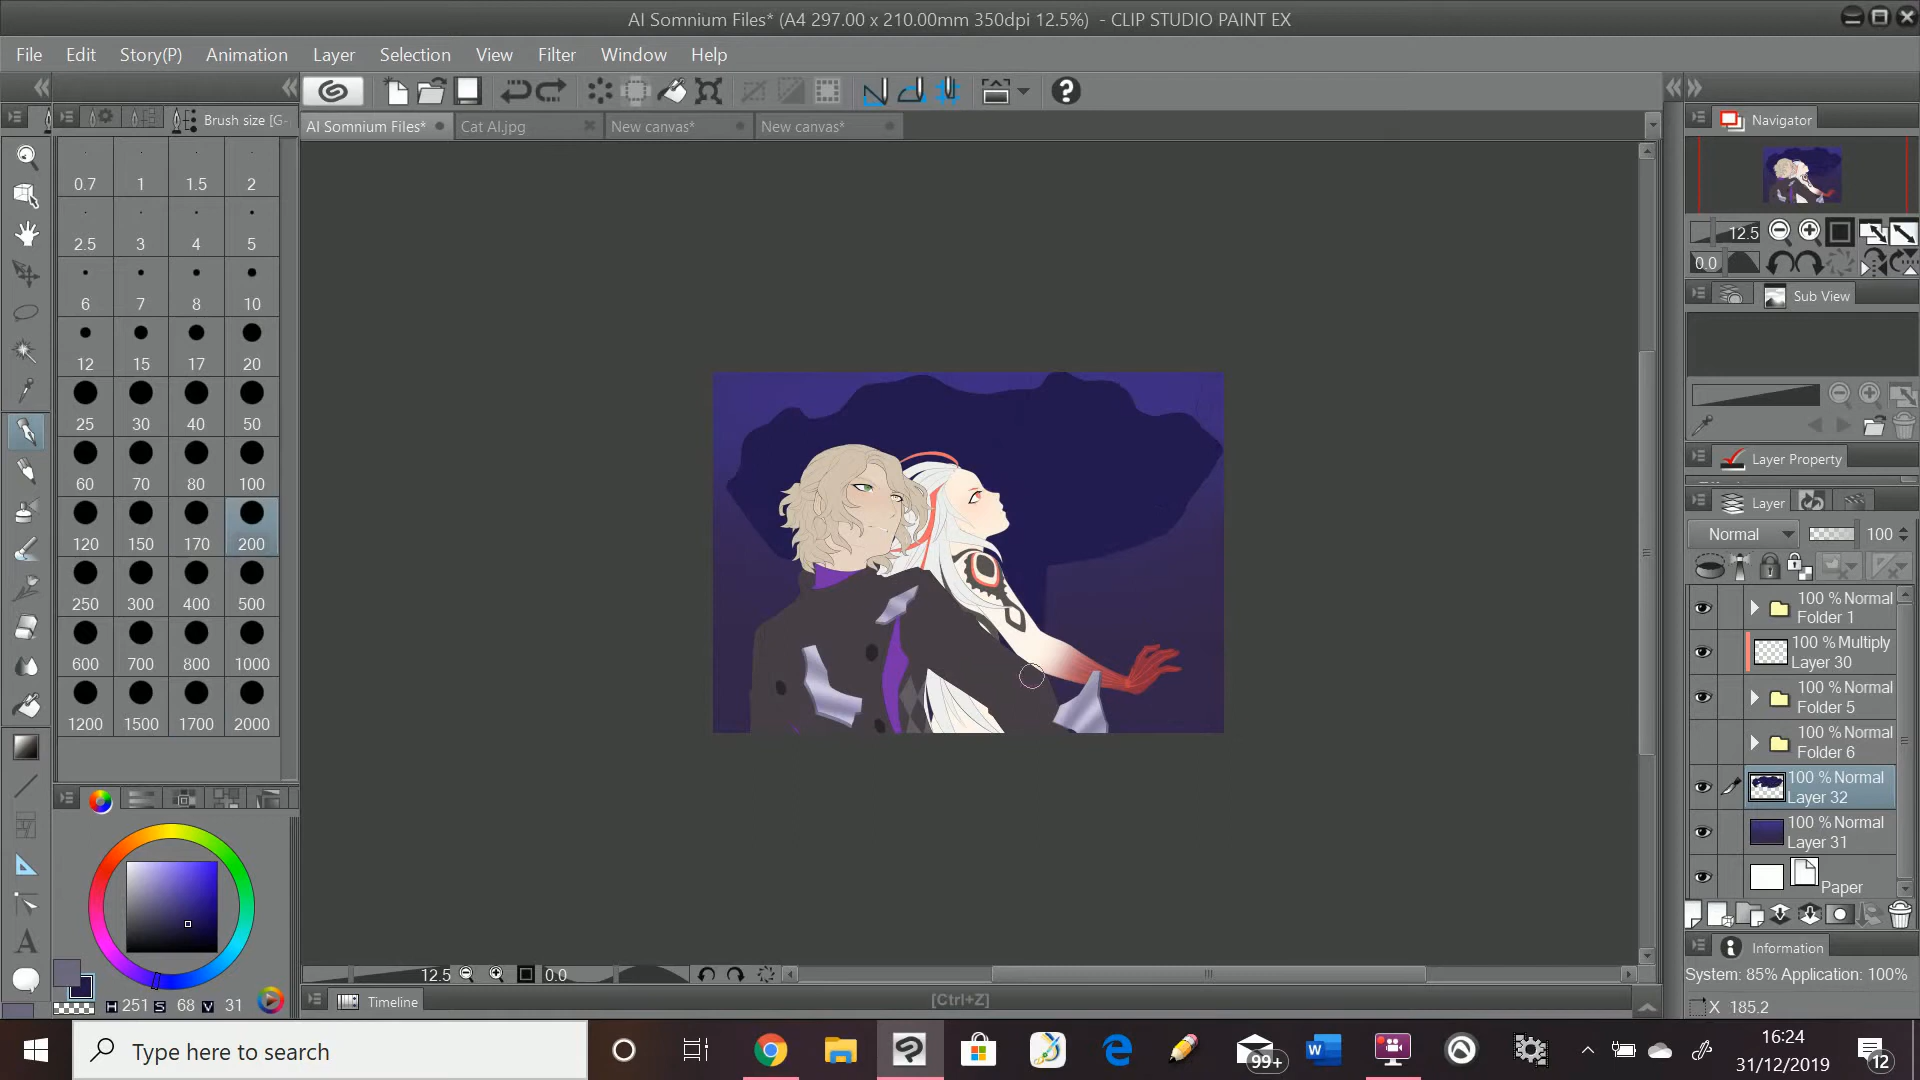 AI Somnium Files* (A4 297.00 x 210.00mm 350dpi 12.5%)  - CLIP STUDIO PAINT EX
File Edit Story(P) Animation Layer Selection View Filter Window Help
Brush size [G-
AI Somnium Files* Cat AI.jpg New canvas* New canvas*
Navigator
0.7 1 1.5 2
2.5 3 4 5
6 7 8 10
12 15 17 20
25 30 40 50
60 70 80 100
120 150 170 200
250 300 400 500
600 700 800 1000
1200 1500 1700 2000
H 251 S 68 V 31
12.5
0.0
Sub View
Layer Property
Layer
Normal 100
100 % Normal
Folder 1
100 % Multiply
Layer 30
100 % Normal
Folder 5
100 % Normal
Folder 6
100 % Normal
Layer 32
100 % Normal
Layer 31
Paper
Information
System: 85% Application: 100%
X 185.2
12.5 0.0
Timeline
[Ctrl+Z]
Type here to search
99+
W
16:24
31/12/2019
12